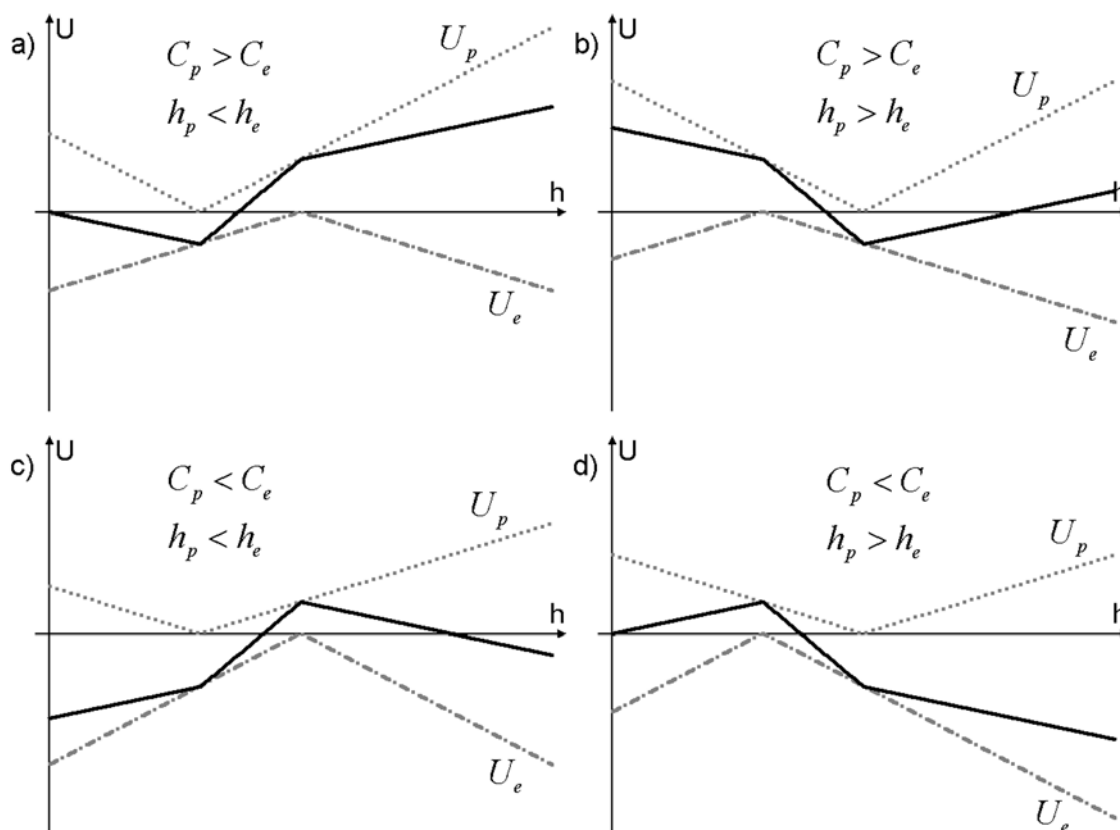 a)
U
C_p > C_e
h_p < h_e
U_p
h
U_e
b)
U
C_p > C_e
h_p > h_e
U_p
U_e
c)
U
C_p < C_e
h_p < h_e
U_p
h
U_e
d)
U
C_p < C_e
h_p > h_e
U_p
U_e